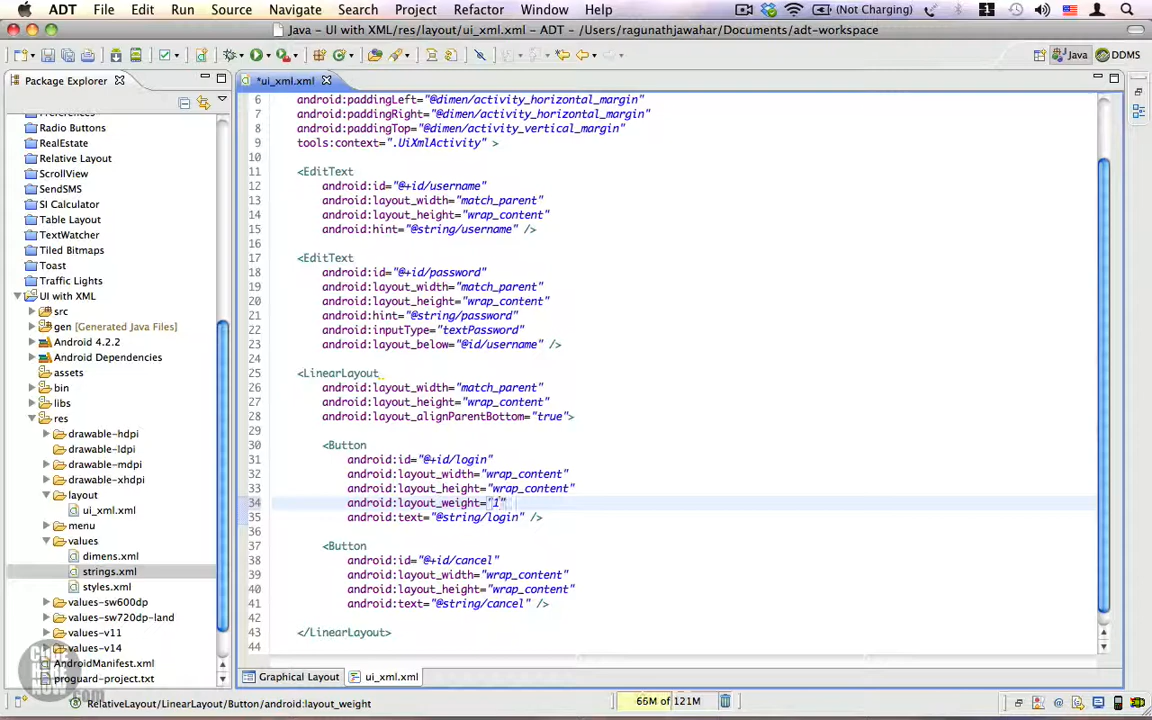 ADT File Edit Run Source Navigate Search Project Refactor Window Help 1 (Not Charging)
Java – UI with XML/res/layout/ui_xml.xml – ADT – /Users/ragunathjawahar/Documents/adt-workspace
Java DDMS
Package Explorer
*ui_xml.xml
Radio Buttons
RealEstate
Relative Layout
ScrollView
SendSMS
SI Calculator
Table Layout
TextWatcher
Tiled Bitmaps
Toast
Traffic Lights
UI with XML
src
gen [Generated Java Files]
Android 4.2.2
Android Dependencies
assets
bin
libs
res
drawable-hdpi
drawable-ldpi
drawable-mdpi
drawable-xhdpi
layout
ui_xml.xml
menu
values
dimens.xml
strings.xml
styles.xml
values-sw600dp
values-sw720dp-land
values-v11
values-v14
AndroidManifest.xml
proguard-project.txt
6 android:paddingLeft="@dimen/activity_horizontal_margin"
7 android:paddingRight="@dimen/activity_horizontal_margin"
8 android:paddingTop="@dimen/activity_vertical_margin"
9 tools:context=".UiXmlActivity" >
10
11 <EditText
12 android:id="@+id/username"
13 android:layout_width="match_parent"
14 android:layout_height="wrap_content"
15 android:hint="@string/username" />
16
17 <EditText
18 android:id="@+id/password"
19 android:layout_width="match_parent"
20 android:layout_height="wrap_content"
21 android:hint="@string/password"
22 android:inputType="textPassword"
23 android:layout_below="@id/username" />
24
25 <LinearLayout
26 android:layout_width="match_parent"
27 android:layout_height="wrap_content"
28 android:layout_alignParentBottom="true">
29
30 <Button
31 android:id="@+id/login"
32 android:layout_width="wrap_content"
33 android:layout_height="wrap_content"
34 android:layout_weight="1"
35 android:text="@string/login" />
36
37 <Button
38 android:id="@+id/cancel"
39 android:layout_width="wrap_content"
40 android:layout_height="wrap_content"
41 android:text="@string/cancel" />
42
43 </LinearLayout>
44
Graphical Layout ui_xml.xml
RelativeLayout/LinearLayout/Button/android:layout_weight
66M of 121M